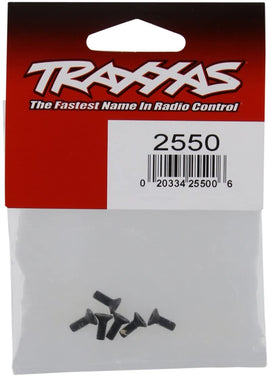 TRAXXAS
The Fastest Name In Radio Control
2550
0 20334 25500 6